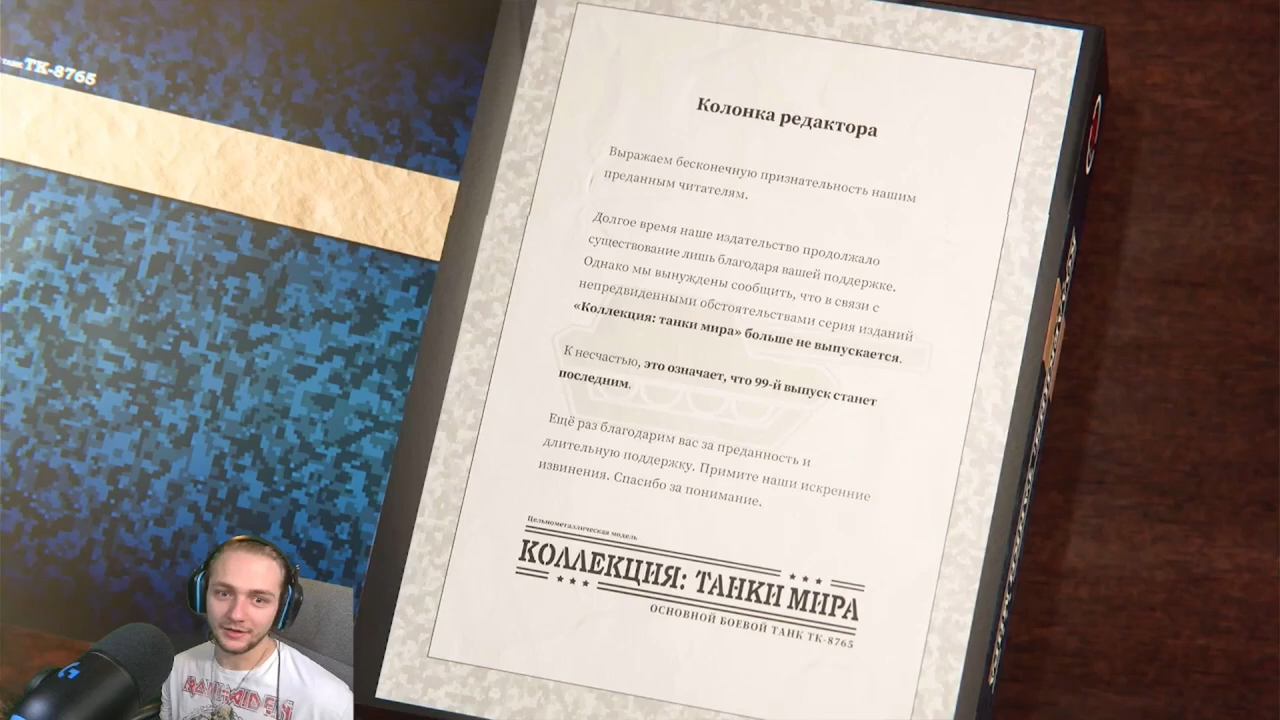 танк ТК-8765
Колонка редактора
Выражаем бесконечную признательность нашим
преданным читателям.
Долгое время наше издательство продолжало
существование лишь благодаря вашей поддержке.
Однако мы вынуждены сообщить, что в связи с
непредвиденными обстоятельствами серия изданий
«Коллекция: танки мира» больше не выпускается.
К несчастью, это означает, что 99-й выпуск станет
последним.
Ещё раз благодарим вас за преданность и
длительную поддержку. Примите наши искренние
извинения. Спасибо за понимание.
Цельнометаллическая модель
КОЛЛЕКЦИЯ: ТАНКИ МИРА
ОСНОВНОЙ БОЕВОЙ ТАНК ТК-8765
IRON MAIDEN